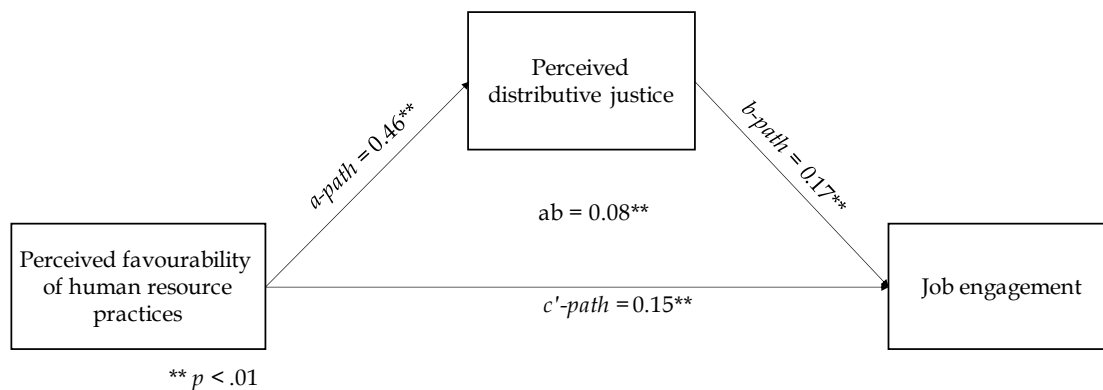 Perceived
distributive justice
a-path = 0.46**
b-path = 0.17**
ab = 0.08**
Perceived favourability
of human resource
practices
Job engagement
c'-path = 0.15**
** p < .01